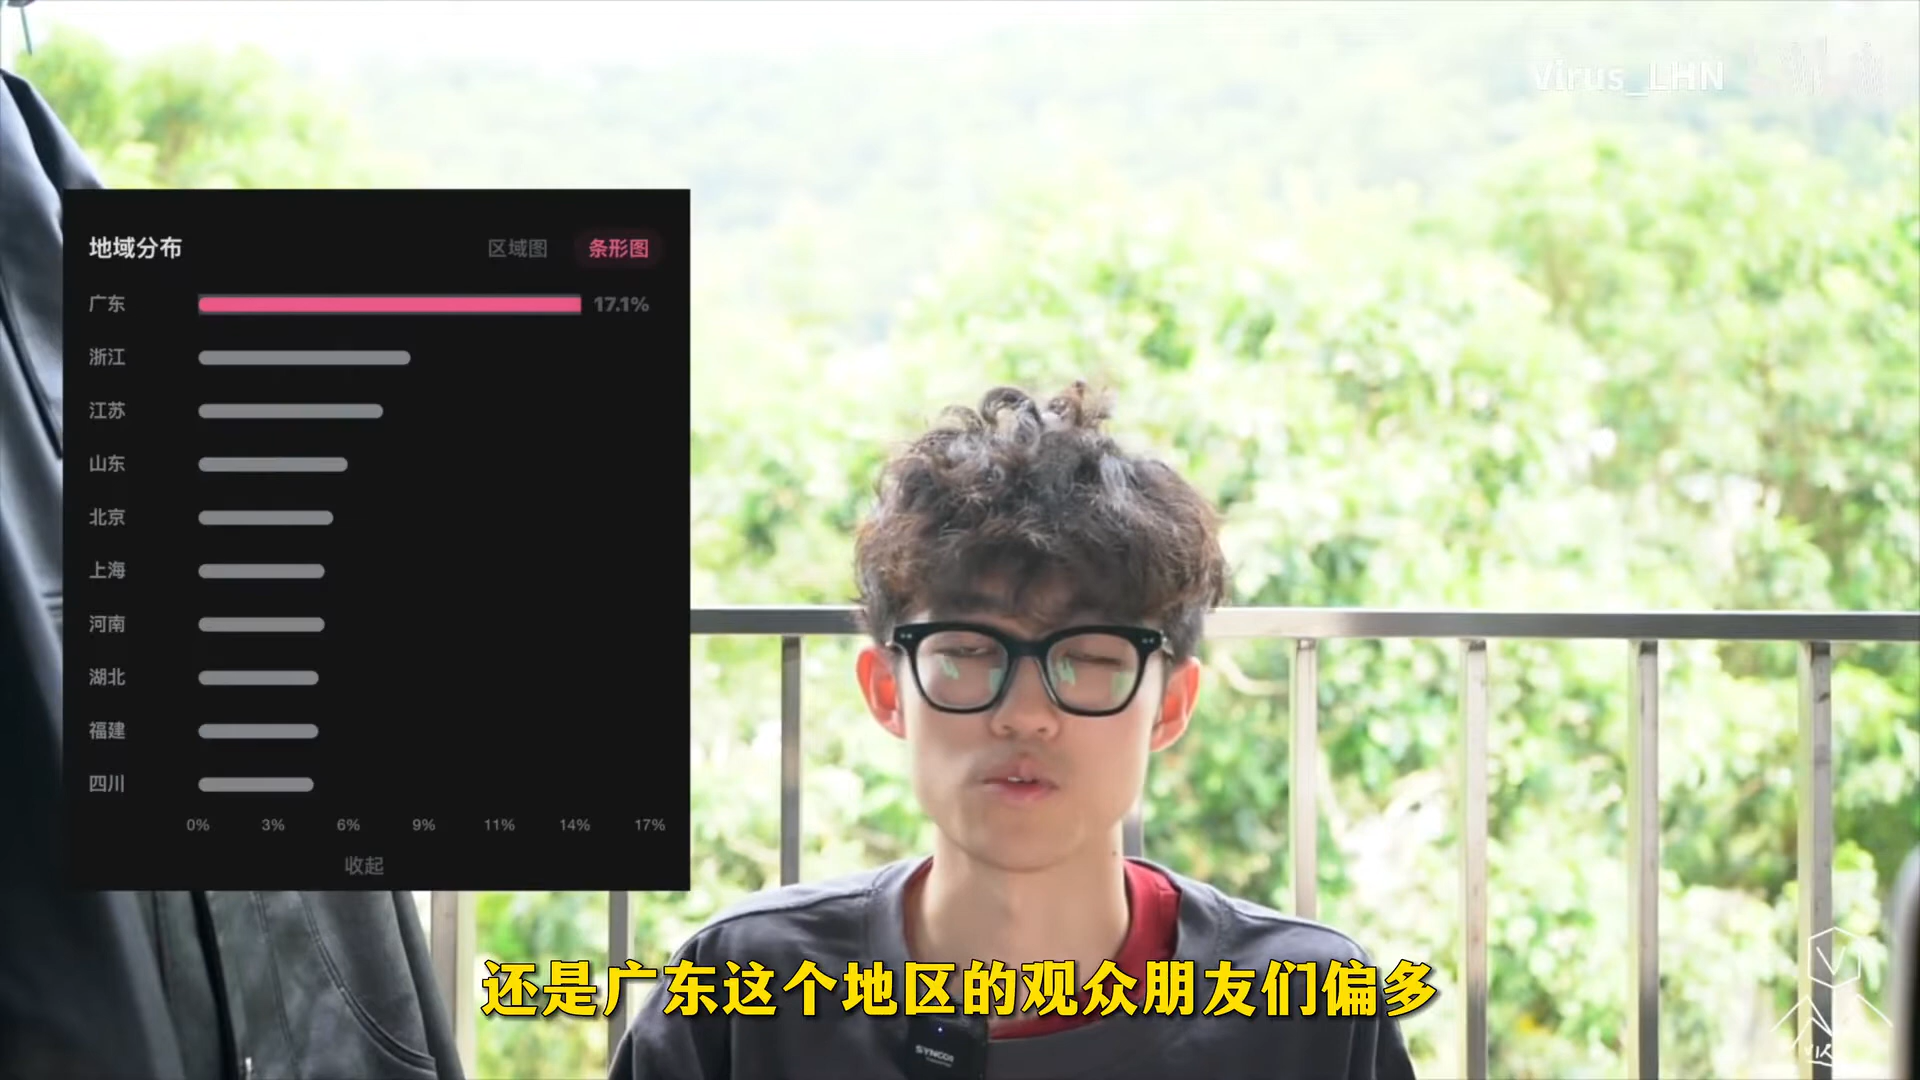 Virus_LHN
地域分布
区域图 条形图
广东 17.1%
浙江
江苏
山东
北京
上海
河南
湖北
福建
四川
0% 3% 6% 9% 11% 14% 17%
收起
还是广东这个地区的观众朋友们偏多
SYNCO
V